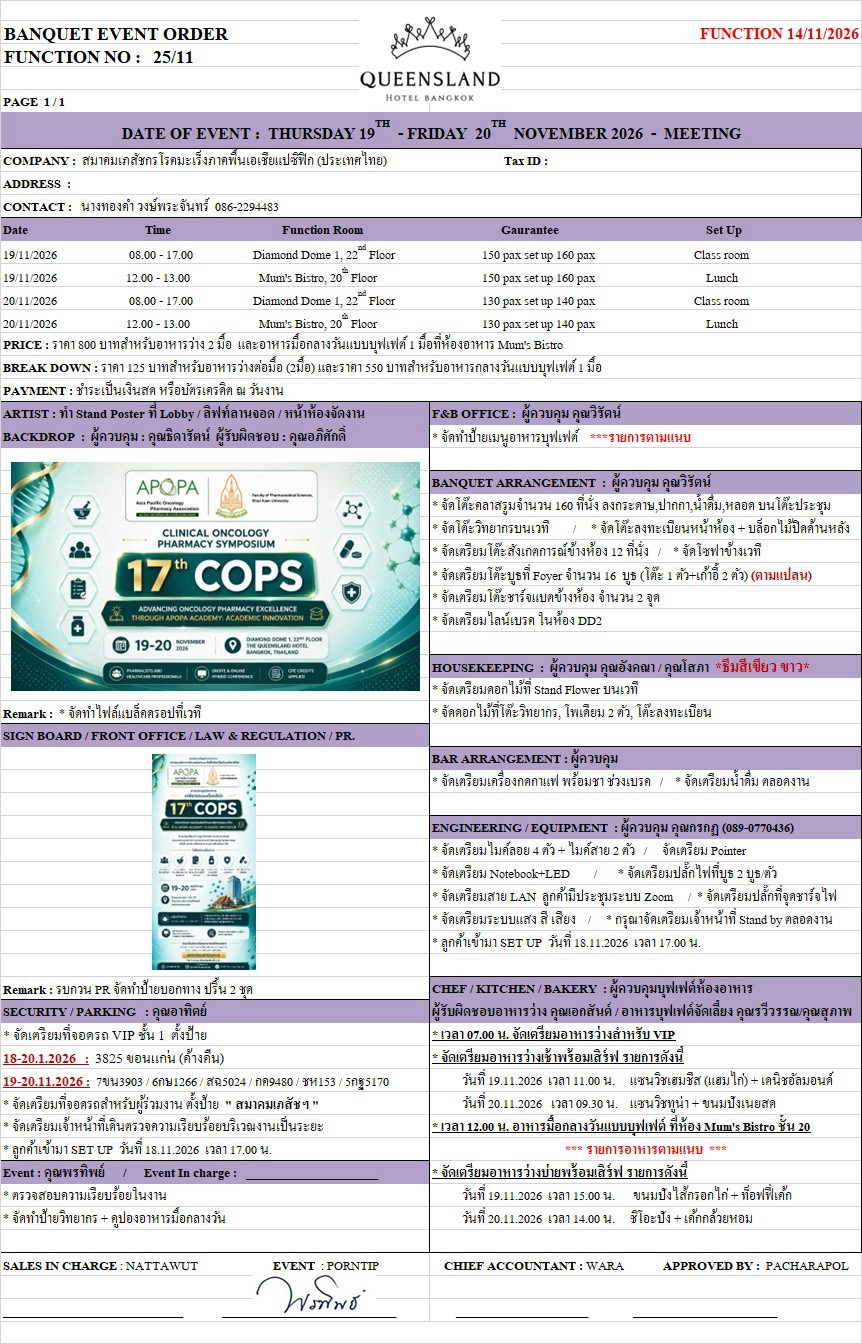 BANQUET EVENT ORDER
FUNCTION NO : 25/11
QUEENSLAND
HOTEL BANGKOK
FUNCTION 14/11/2026
PAGE 1/1
DATE OF EVENT : THURSDAY 19TH - FRIDAY 20TH NOVEMBER 2026 - MEETING
COMPANY : สมาคมเภสัชกรโรคมะเร็งภาคพื้นเอเชียแปซิฟิก (ประเทศไทย) Tax ID :
ADDRESS :
CONTACT : นางทองคำ วงษ์พระจันทร์ 086-2294483
Date Time Function Room Gaurantee Set Up
19/11/2026 08.00 - 17.00 Diamond Dome 1, 22nd Floor 150 pax set up 160 pax Class room
19/11/2026 12.00 - 13.00 Mum's Bistro, 20th Floor 150 pax set up 160 pax Lunch
20/11/2026 08.00 - 17.00 Diamond Dome 1, 22nd Floor 130 pax set up 140 pax Class room
20/11/2026 12.00 - 13.00 Mum's Bistro, 20th Floor 130 pax set up 140 pax Lunch
PRICE : ราคา 800 บาทสำหรับอาหารว่าง 2 มื้อ และอาหารมื้อกลางวันแบบบุฟเฟต์ 1 มื้อที่ห้องอาหาร Mum's Bistro
BREAK DOWN : ราคา 125 บาทสำหรับอาหารว่างต่อมื้อ (2มื้อ) และราคา 550 บาทสำหรับอาหารกลางวันแบบบุฟเฟต์ 1 มื้อ
PAYMENT : ชำระเป็นเงินสด หรือบัตรเครดิต ณ วันงาน
ARTIST : ทำ Stand Poster ที่ Lobby / ลิฟท์ลานจอด / หน้าห้องจัดงาน
BACKDROP : ผู้ควบคุม : คุณธิดารัตน์ ผู้รับผิดชอบ : คุณอภิศักดิ์
APOPA
Asia Pacific Oncology
Pharmacy Association
Faculty of Pharmaceutical Sciences,
Khon Kaen University
CLINICAL ONCOLOGY
PHARMACY SYMPOSIUM
17th COPS
ADVANCING ONCOLOGY PHARMACY EXCELLENCE
THROUGH APOPA ACADEMY: ACADEMIC INNOVATION
19-20 NOVEMBER 2026
DIAMOND DOME 1, 22ND FLOOR
THE QUEENSLAND HOTEL
BANGKOK, THAILAND
PHARMACISTS AND
HEALTHCARE PROFESSIONALS
ONSITE & ONLINE
HYBRID CONFERENCE
CPE CREDITS
APPLIED
Remark : * จัดทำไฟล์แบล็คดรอปที่เวที
SIGN BOARD / FRONT OFFICE / LAW & REGULATION / PR.
APOPA
17th COPS
19-20
Remark : รบกวน PR จัดทำป้ายบอกทาง ปริ้น 2 ชุด
SECURITY / PARKING : คุณอาทิตย์
* จัดเตรียมที่จอดรถ VIP ชั้น 1 ตั้งป้าย
18-20.1.2026 : 3825 ขอนแก่น (ค้างคืน)
19-20.11.2026 : 7ขน3903 / 6กษ1266 / สฉ5024 / กค9480 / ชห153 / 5กฐ5170
* จัดเตรียมที่จอดรถสำหรับผู้ร่วมงาน ตั้งป้าย " สมาคมเภสัชฯ "
* จัดเตรียมเจ้าหน้าที่เดินตรวจความเรียบร้อยบริเวณงานเป็นระยะ
* ลูกค้าเข้ามา SET UP วันที่ 18.11.2026 เวลา 17.00 น.
Event : คุณพรทิพย์ / Event In charge :
* ตรวจสอบความเรียบร้อยในงาน
* จัดทำป้ายวิทยากร + คูปองอาหารมื้อกลางวัน
F&B OFFICE : ผู้ควบคุม คุณวิรัตน์
* จัดทำป้ายเมนูอาหารบุฟเฟต์ ***รายการตามแนบ
BANQUET ARRANGEMENT : ผู้ควบคุม คุณวิรัตน์
* จัดโต๊ะคลาสรูมจำนวน 160 ที่นั่ง ลงกระดาษ,ปากกา,น้ำดื่ม,หลอด บนโต๊ะประชุม
* จัดโต๊ะวิทยากรบนเวที / * จัดโต๊ะลงทะเบียนหน้าห้อง + บล็อกไม้ปิดด้านหลัง
* จัดเตรียมโต๊ะสังเกตการณ์ข้างห้อง 12 ที่นั่ง / * จัดโซฟาข้างเวที
* จัดเตรียมโต๊ะบูธที่ Foyer จำนวน 16 บูธ (โต๊ะ 1 ตัว+เก้าอี้ 2 ตัว) (ตามแปลน)
* จัดเตรียมโต๊ะชาร์จแบตข้างห้อง จำนวน 2 จุด
* จัดเตรียมไลน์เบรค ในห้อง DD2
HOUSEKEEPING : ผู้ควบคุม คุณอังคณา / คุณโสภา *ธีมสีเขียว ขาว*
* จัดเตรียมดอกไม้ที่ Stand Flower บนเวที
* จัดดอกไม้ที่โต๊ะวิทยากร, โพเดียม 2 ตัว, โต๊ะลงทะเบียน
BAR ARRANGEMENT : ผู้ควบคุม
* จัดเตรียมเครื่องกดกาแฟ พร้อมชา ช่วงเบรค / * จัดเตรียมน้ำดื่ม ตลอดงาน
ENGINEERING / EQUIPMENT : ผู้ควบคุม คุณกรกฏ (089-0770436)
* จัดเตรียมไมค์ลอย 4 ตัว + ไมค์สาย 2 ตัว / จัดเตรียม Pointer
* จัดเตรียม Notebook+LED / * จัดเตรียมปลั๊กไฟที่บูธ 2 บูธ/ตัว
* จัดเตรียมสาย LAN ลูกค้ามีประชุมระบบ Zoom / * จัดเตรียมปลั๊กที่จุดชาร์จไฟ
* จัดเตรียมระบบแสง สี เสียง / * กรุณาจัดเตรียมเจ้าหน้าที่ Stand by ตลอดงาน
* ลูกค้าเข้ามา SET UP วันที่ 18.11.2026 เวลา 17.00 น.
CHEF / KITCHEN / BAKERY : ผู้ควบคุมบุฟเฟต์ห้องอาหาร
ผู้รับผิดชอบอาหารว่าง คุณเอกสันต์ / อาหารบุฟเฟต์จัดเลี้ยง คุณรวีวรรณ/คุณสุภาพ
* เวลา 07.00 น. จัดเตรียมอาหารว่างสำหรับ VIP
* จัดเตรียมอาหารว่างเช้าพร้อมเสิร์ฟ รายการดังนี้
วันที่ 19.11.2026 เวลา 11.00 น. แซนวิชแฮมชีส (แฮมไก่) + เดนิชอัลมอนด์
วันที่ 20.11.2026 เวลา 09.30 น. แซนวิชทูน่า + ขนมปังเนยสด
* เวลา 12.00 น. อาหารมื้อกลางวันแบบบุฟเฟต์ ที่ห้อง Mum's Bistro ชั้น 20
*** รายการอาหารตามแนบ ***
* จัดเตรียมอาหารว่างบ่ายพร้อมเสิร์ฟ รายการดังนี้
วันที่ 19.11.2026 เวลา 15.00 น. ขนมปังไส้กรอกไก่ + ท็อฟฟี่เค้ก
วันที่ 20.11.2026 เวลา 14.00 น. ชิโอะปัง + เค้กกล้วยหอม
SALES IN CHARGE : NATTAWUT EVENT : PORNTIP CHIEF ACCOUNTANT : WARA APPROVED BY : PACHARAPOL
พรทิพย์